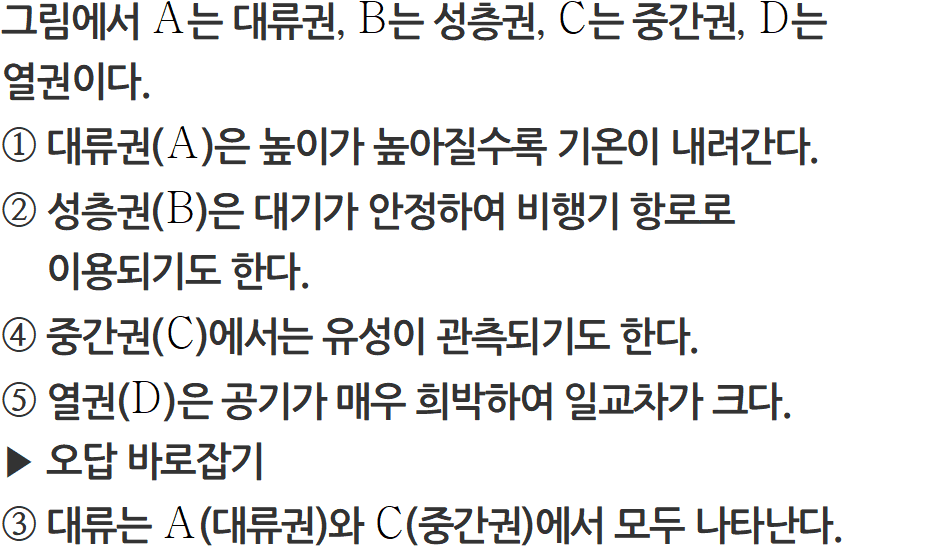 그림에서 A는 대류권, B는 성층권, C는 중간권, D는
열권이다.
① 대류권(A)은 높이가 높아질수록 기온이 내려간다.
② 성층권(B)은 대기가 안정하여 비행기 항로로
이용되기도 한다.
④ 중간권(C)에서는 유성이 관측되기도 한다.
⑤ 열권(D)은 공기가 매우 희박하여 일교차가 크다.
▶ 오답 바로잡기
③ 대류는 A(대류권)와 C(중간권)에서 모두 나타난다.